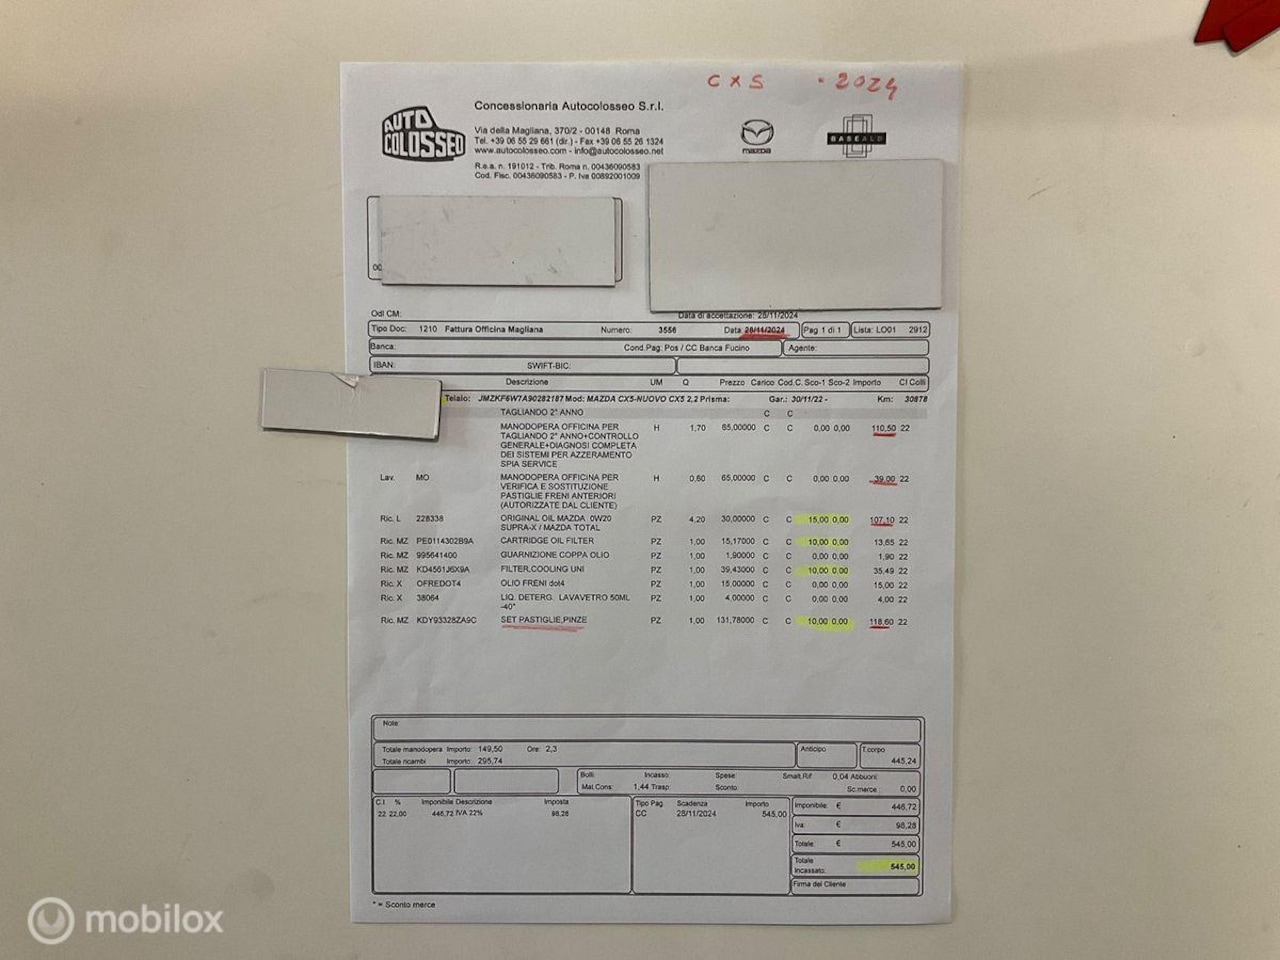 CX5 - 2024
AUTO COLOSSEO
Concessionaria Autocolosseo S.r.l.
Via della Magliana, 370/2 - 00148 Roma
Tel. +39 06 55 29 661 (dir.) - Fax +39 06 55 26 1324
www.autocolosseo.com - info@autocolosseo.net
R.e.a. n. 191012 - Trib. Roma n. 00436090583
Cod. Fisc. 00436090583 - P. Iva 00892001009
mazda
BASEALD
00
Odl CM:
Data di accettazione: 28/11/2024
Tipo Doc: 1210 Fattura Officina Magliana Numero: 3556 Data: 28/11/2024 Pag 1 di 1 Lista: LO01 2912
Banca: Cond.Pag: Pos / CC Banca Fucino Agente:
IBAN: SWIFT-BIC:
Descrizione UM Q Prezzo Carico Cod.C. Sco-1 Sco-2 Importo CI Colli
Telaio: JMZKF6W7A90282187 Mod: MAZDA CX5-NUOVO CX5 2,2 Prisma: Gar.: 30/11/22 - Km: 30878
TAGLIANDO 2° ANNO C C
MANODOPERA OFFICINA PER H 1,70 65,00000 C C 0,00 0,00 110,50 22
TAGLIANDO 2° ANNO+CONTROLLO
GENERALE+DIAGNOSI COMPLETA
DEI SISTEMI PER AZZERAMENTO
SPIA SERVICE
Lav. MO MANODOPERA OFFICINA PER H 0,60 65,00000 C C 0,00 0,00 39,00 22
VERIFICA E SOSTITUZIONE
PASTIGLIE FRENI ANTERIORI
(AUTORIZZATE DAL CLIENTE)
Ric. L 228338 ORIGINAL OIL MAZDA 0W20 PZ 4,20 30,00000 C C 15,00 0,00 107,10 22
SUPRA-X / MAZDA TOTAL
Ric. MZ PE0114302B9A CARTRIDGE OIL FILTER PZ 1,00 15,17000 C C 10,00 0,00 13,65 22
Ric. MZ 995641400 GUARNIZIONE COPPA OLIO PZ 1,00 1,90000 C C 0,00 0,00 1,90 22
Ric. MZ KD4561J6X9A FILTER,COOLING UNI PZ 1,00 39,43000 C C 10,00 0,00 35,49 22
Ric. X OFREDOT4 OLIO FRENI dot4 PZ 1,00 15,00000 C C 0,00 0,00 15,00 22
Ric. X 38064 LIQ. DETERG. LAVAVETRO 50ML PZ 1,00 4,00000 C C 0,00 0,00 4,00 22
-40°
Ric. MZ KDY93328ZA9C SET PASTIGLIE,PINZE PZ 1,00 131,78000 C C 10,00 0,00 118,60 22
Note:
Totale manodopera Importo: 149,50 Ore: 2,3 Anticipo T.corpo
Totale ricambi Importo: 295,74 445,24
Bolli: Incasso: Spese: Smalt.Rif 0,04 Abbuoni:
Mat.Cons: 1,44 Trasp: Sconto: Sc.merce: 0,00
C.I % Imponibile Descrizione Imposta Tipo Pag. Scadenza Importo Imponibile: € 446,72
22 22,00 446,72 IVA 22% 98,28 CC 28/11/2024 545,00
Iva: € 98,28
Totale: € 545,00
Totale
Incassato: 545,00
Firma del Cliente
* = Sconto merce
mobilox